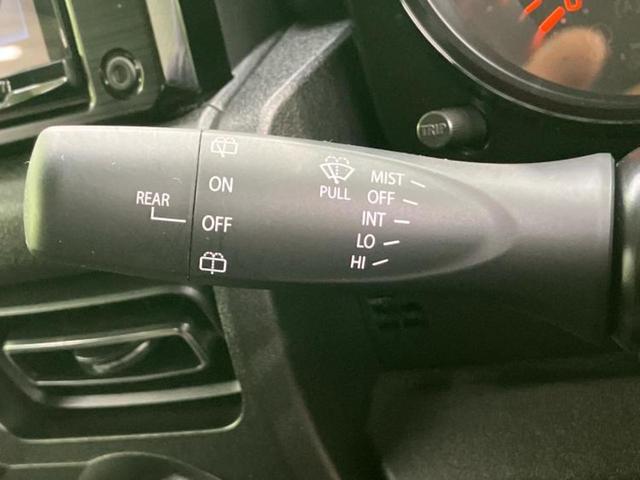 REAR
ON
OFF
PULL
MIST
OFF
INT
LO
HI
TRIP